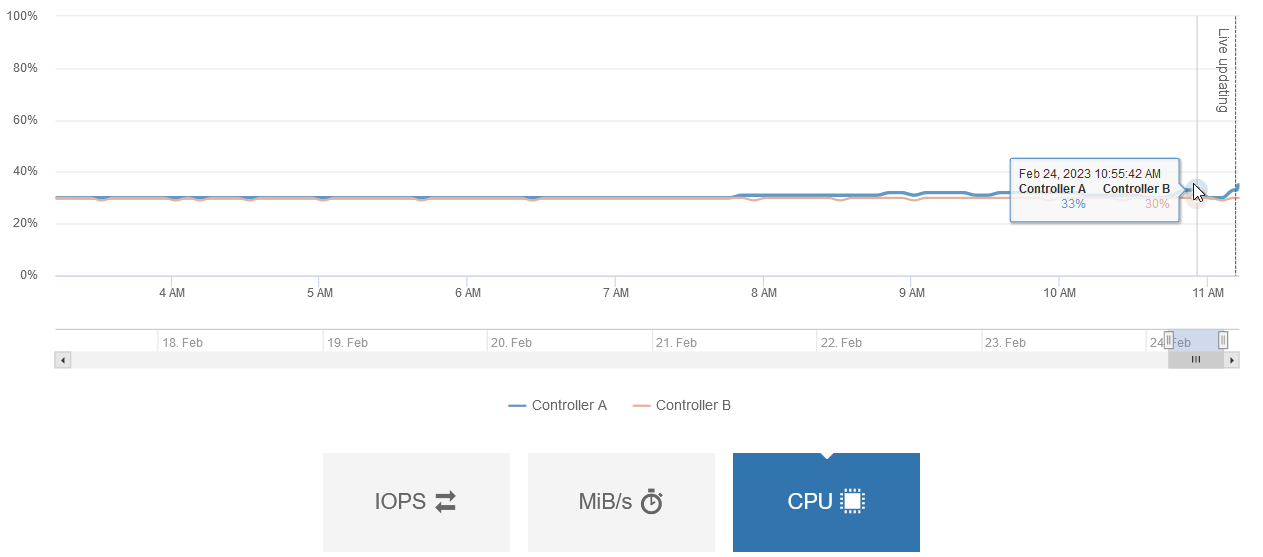 100%
80%
60%
40%
20%
0%
Live updating
Feb 24, 2023 10:55:42 AM
Controller A Controller B
33% 30%
4 AM 5 AM 6 AM 7 AM 8 AM 9 AM 10 AM 11 AM
18. Feb 19. Feb 20. Feb 21. Feb 22. Feb 23. Feb 24. Feb
Controller A Controller B
IOPS MiB/s CPU